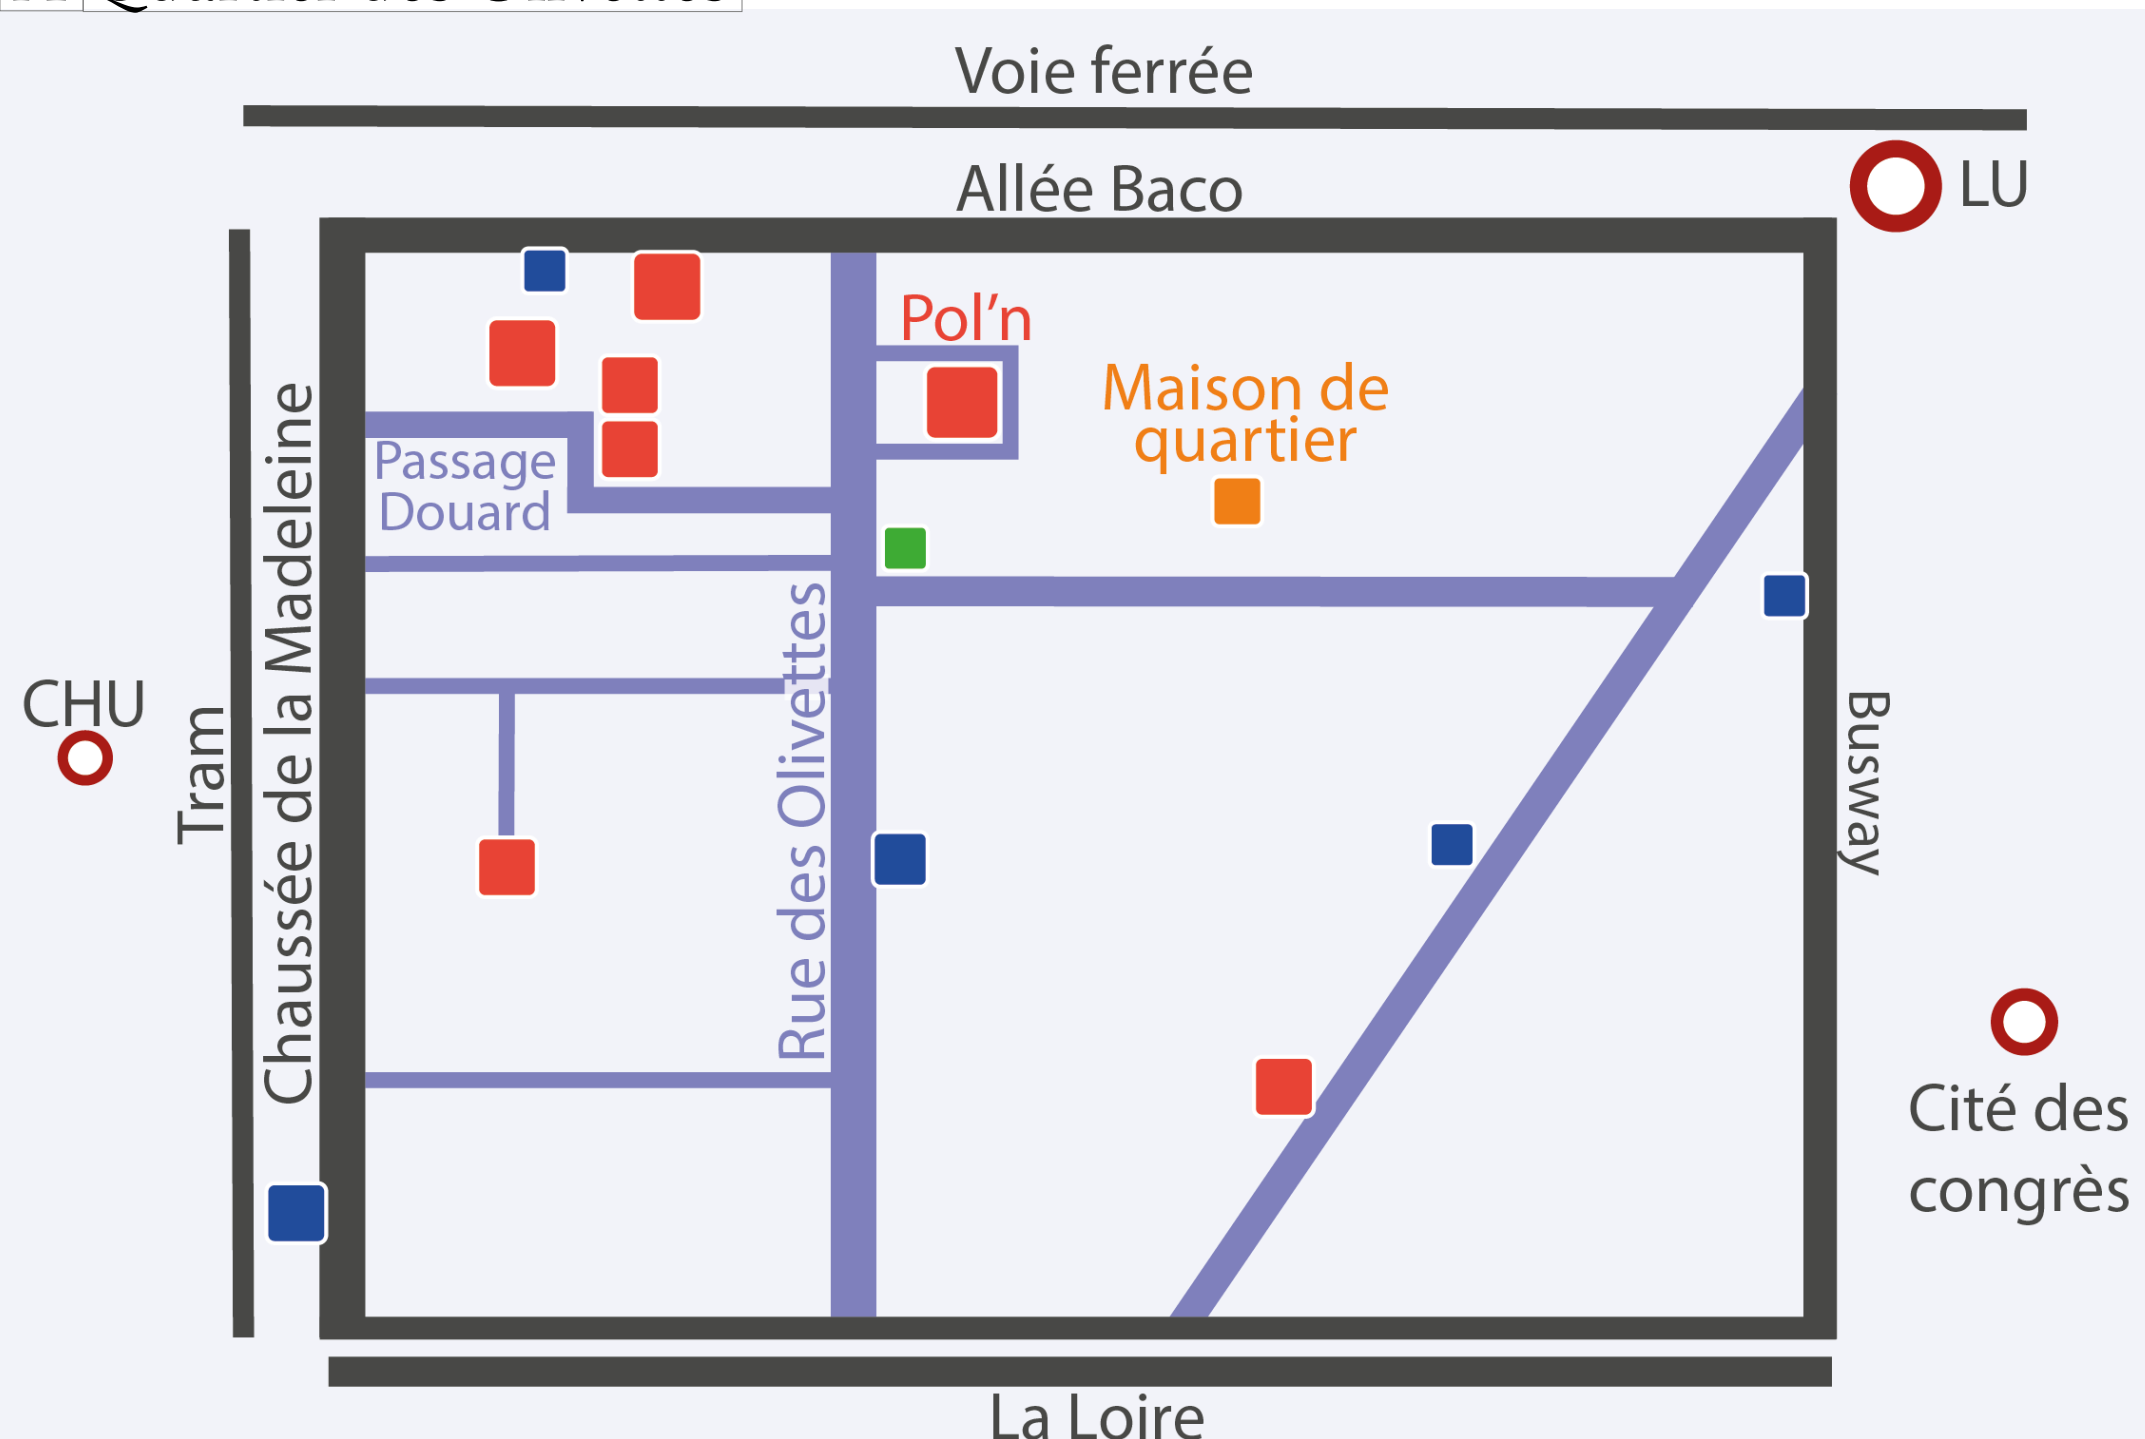 Voie ferrée
Allée Baco
LU
Pol’n
Maison de
quartier
Passage
Douard
Chaussée de la Madeleine
Tram
CHU
Rue des Olivettes
Busway
Cité des
congrès
La Loire